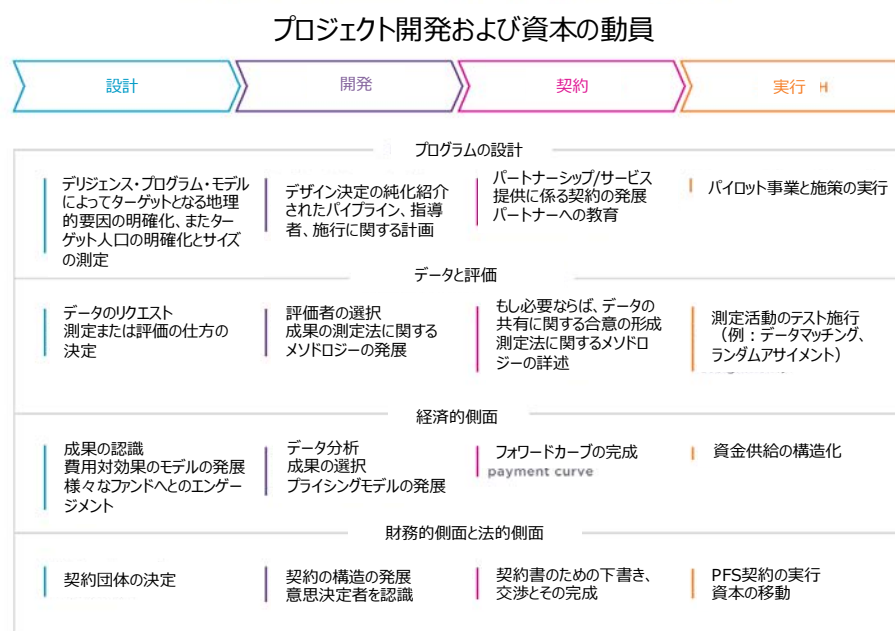 プロジェクト開発および資本の動員
設計
開発
契約
実行 H
プログラムの設計
デリジェンス・プログラム・モデル
によってターゲットとなる地理
的要因の明確化、またター
ゲット人口の明確化とサイズ
の測定
デザイン決定の純化紹介
されたパイプライン、指導
者、施行に関する計画
パートナーシップ/サービス
提供に係る契約の発展
パートナーへの教育
パイロット事業と施策の実行
データと評価
データのリクエスト
測定または評価の仕方の
決定
評価者の選択
成果の測定法に関する
メソドロジーの発展
もし必要ならば、データの
共有に関する合意の形成
測定法に関するメソドロ
ジーの詳述
測定活動のテスト施行
（例：データマッチング、
ランダムアサイメント）
経済的側面
成果の認識
費用対効果のモデルの発展
様々なファンドへとのエンゲー
ジメント
データ分析
成果の選択
プライシングモデルの発展
フォワードカーブの完成
payment curve
資金供給の構造化
財務的側面と法的側面
契約団体の決定
契約の構造の発展
意思決定者を認識
契約書のための下書き、
交渉とその完成
PFS契約の実行
資本の移動